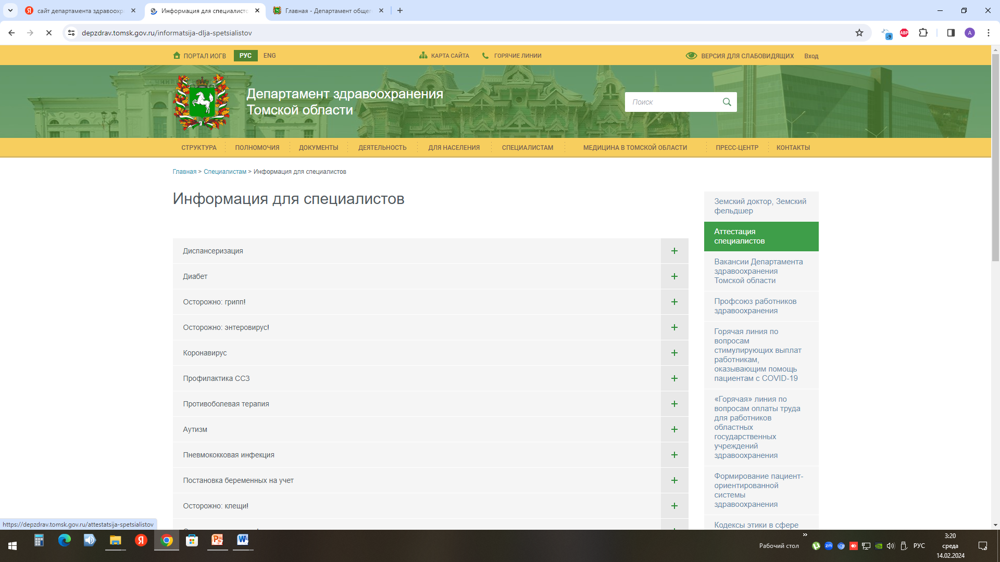 сайт департамента здравоохр
Информация для специалистс
Главная - Департамент общег
depzdrav.tomsk.gov.ru/informatsija-dlja-spetsialistov
-9
ABP
A
ПОРТАЛ ИОГВ
РУС
ENG
КАРТА САЙТА
ГОРЯЧИЕ ЛИНИИ
ВЕРСИЯ ДЛЯ СЛАБОВИДЯЩИХ
Вход
Департамент здравоохранения
Томской области
Поиск
СТРУКТУРА
ПОЛНОМОЧИЯ
ДОКУМЕНТЫ
ДЕЯТЕЛЬНОСТЬ
ДЛЯ НАСЕЛЕНИЯ
СПЕЦИАЛИСТАМ
МЕДИЦИНА В ТОМСКОЙ ОБЛАСТИ
ПРЕСС-ЦЕНТР
КОНТАКТЫ
Главная > Специалистам > Информация для специалистов
Информация для специалистов
Диспансеризация
Диабет
Осторожно: грипп!
Осторожно: энтеровирус!
Коронавирус
Профилактика ССЗ
Противоболевая терапия
Аутизм
Пневмококковая инфекция
Постановка беременных на учет
Осторожно: клещи!
Земский доктор, Земский
фельдшер
Аттестация
специалистов
Вакансии Департамента
здравоохранения
Томской области
Профсоюз работников
здравоохранения
Горячая линия по
вопросам
стимулирующих выплат
работникам,
оказывающим помощь
пациентам с COVID-19
«Горячая» линия по
вопросам оплаты труда
для работников
областных
государственных
учреждений
здравоохранения
Формирование пациент-
ориентированной
системы
здравоохранения
Кодексы этики в сфере
https://depzdrav.tomsk.gov.ru/attestatsija-spetsialistov
Рабочий стол
zm
РУС
3:20
среда
14.02.2024